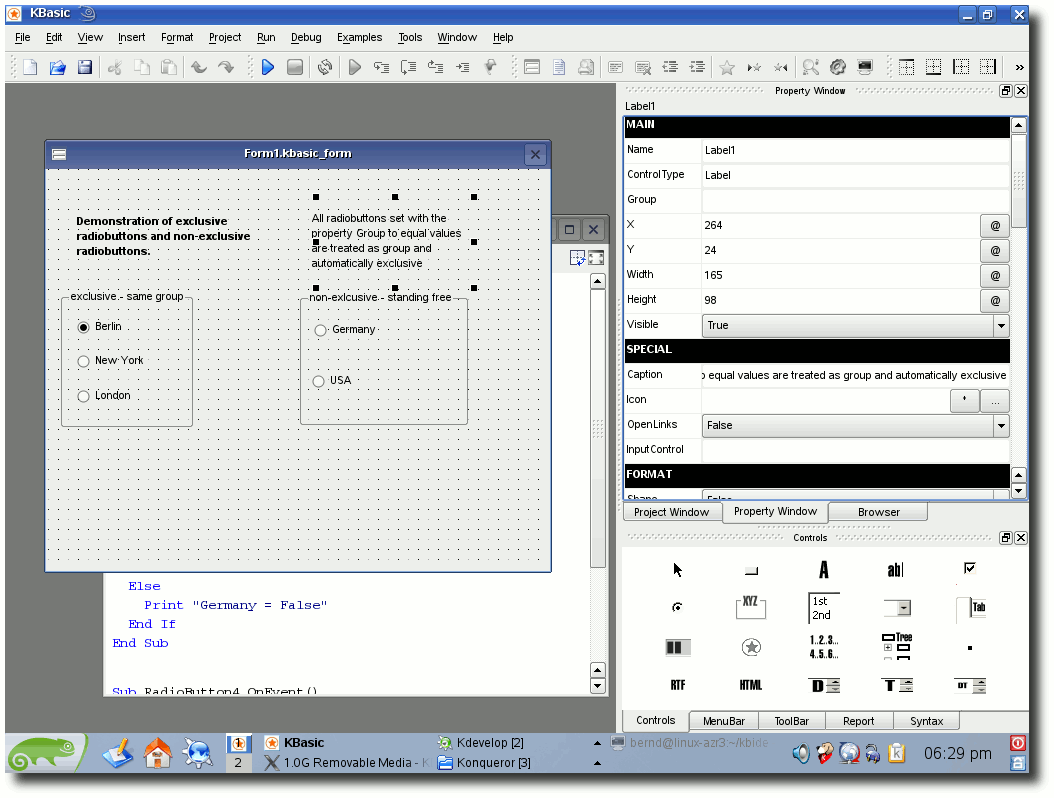 KBasic
File Edit View Insert Format Project Run Debug Examples Tools Window Help
Property Window
Label1
MAIN
Name Label1
ControlType Label
Group
X 264 @
Y 24 @
Width 165 @
Height 98 @
Visible True
SPECIAL
Caption equal values are treated as group and automatically exclusive
Icon * ...
OpenLinks False
InputControl
FORMAT
Shape False
Project Window Property Window Browser
Form1.kbasic_form
Demonstration of exclusive
radiobuttons and non-exclusive
radiobuttons.
All radiobuttons set with the
property Group to equal values
are treated as group and
automatically exclusive
exclusive - same group
Berlin
New York
London
non-exlcusive - standing free
Germany
USA
Else
Print "Germany = False"
End If
End Sub
Sub RadioButton4_OnEvent()
Controls
A ab
XYZ 1st
2nd Tab
1..2..3...
4..5..6... Tree
RTF HTML D T DT
Controls MenuBar ToolBar Report Syntax
1
2
KBasic
1.0G Removable Media - K
Kdevelop [2]
Konqueror [3]
bernd@linux-azr3:~/kbide
06:29 pm